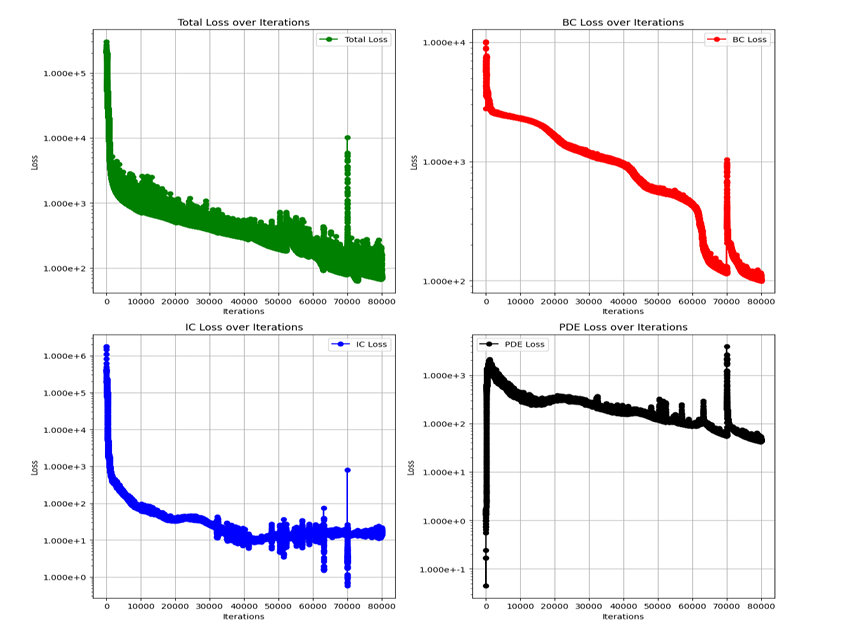 Total Loss over Iterations
Total Loss
1.000e+5
1.000e+4
1.000e+3
1.000e+2
Loss
0 10000 20000 30000 40000 50000 60000 70000 80000
Iterations
BC Loss over Iterations
BC Loss
1.000e+4
1.000e+3
1.000e+2
Loss
0 10000 20000 30000 40000 50000 60000 70000 80000
Iterations
IC Loss over Iterations
IC Loss
1.000e+6
1.000e+5
1.000e+4
1.000e+3
1.000e+2
1.000e+1
1.000e+0
Loss
0 10000 20000 30000 40000 50000 60000 70000 80000
Iterations
PDE Loss over Iterations
PDE Loss
1.000e+3
1.000e+2
1.000e+1
1.000e+0
1.000e+-1
Loss
0 10000 20000 30000 40000 50000 60000 70000 80000
Iterations